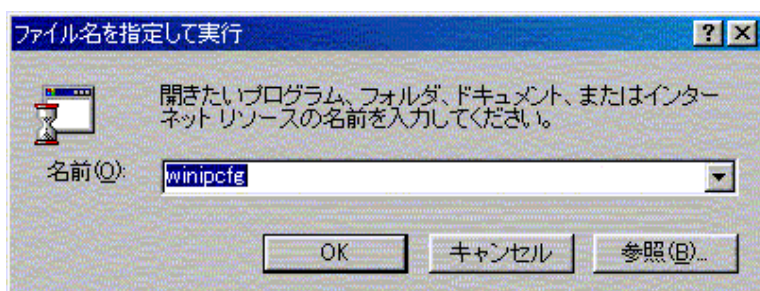 ファイル名を指定して実行
開きたいプログラム、フォルダ、ドキュメント、またはインター
ネット リソースの名前を入力してください。
名前(O):
winipcfg
OK
キャンセル
参照(B)...